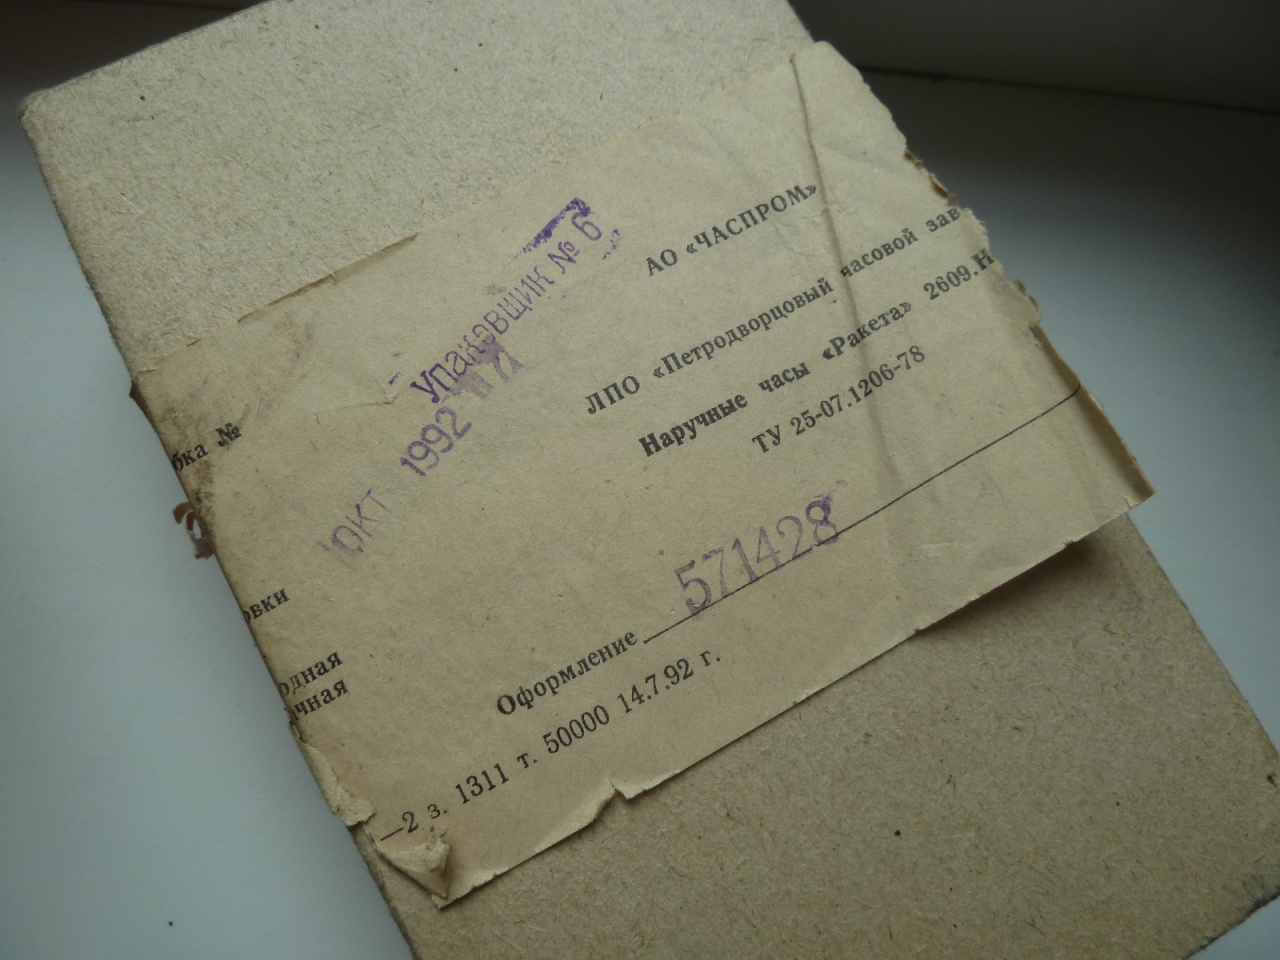 АО «ЧАСПРОМ»
ЛПО «Петродворцовый часовой зав
Наручные часы «Ракета» 2609.Н
ТУ 25-07.1206-78
Упаковщик № 6
ОКТ 1992
бка №
571428
Оформление
овки
одная
ичная
—2 з. 1311 т. 50000 14.7.92 г.